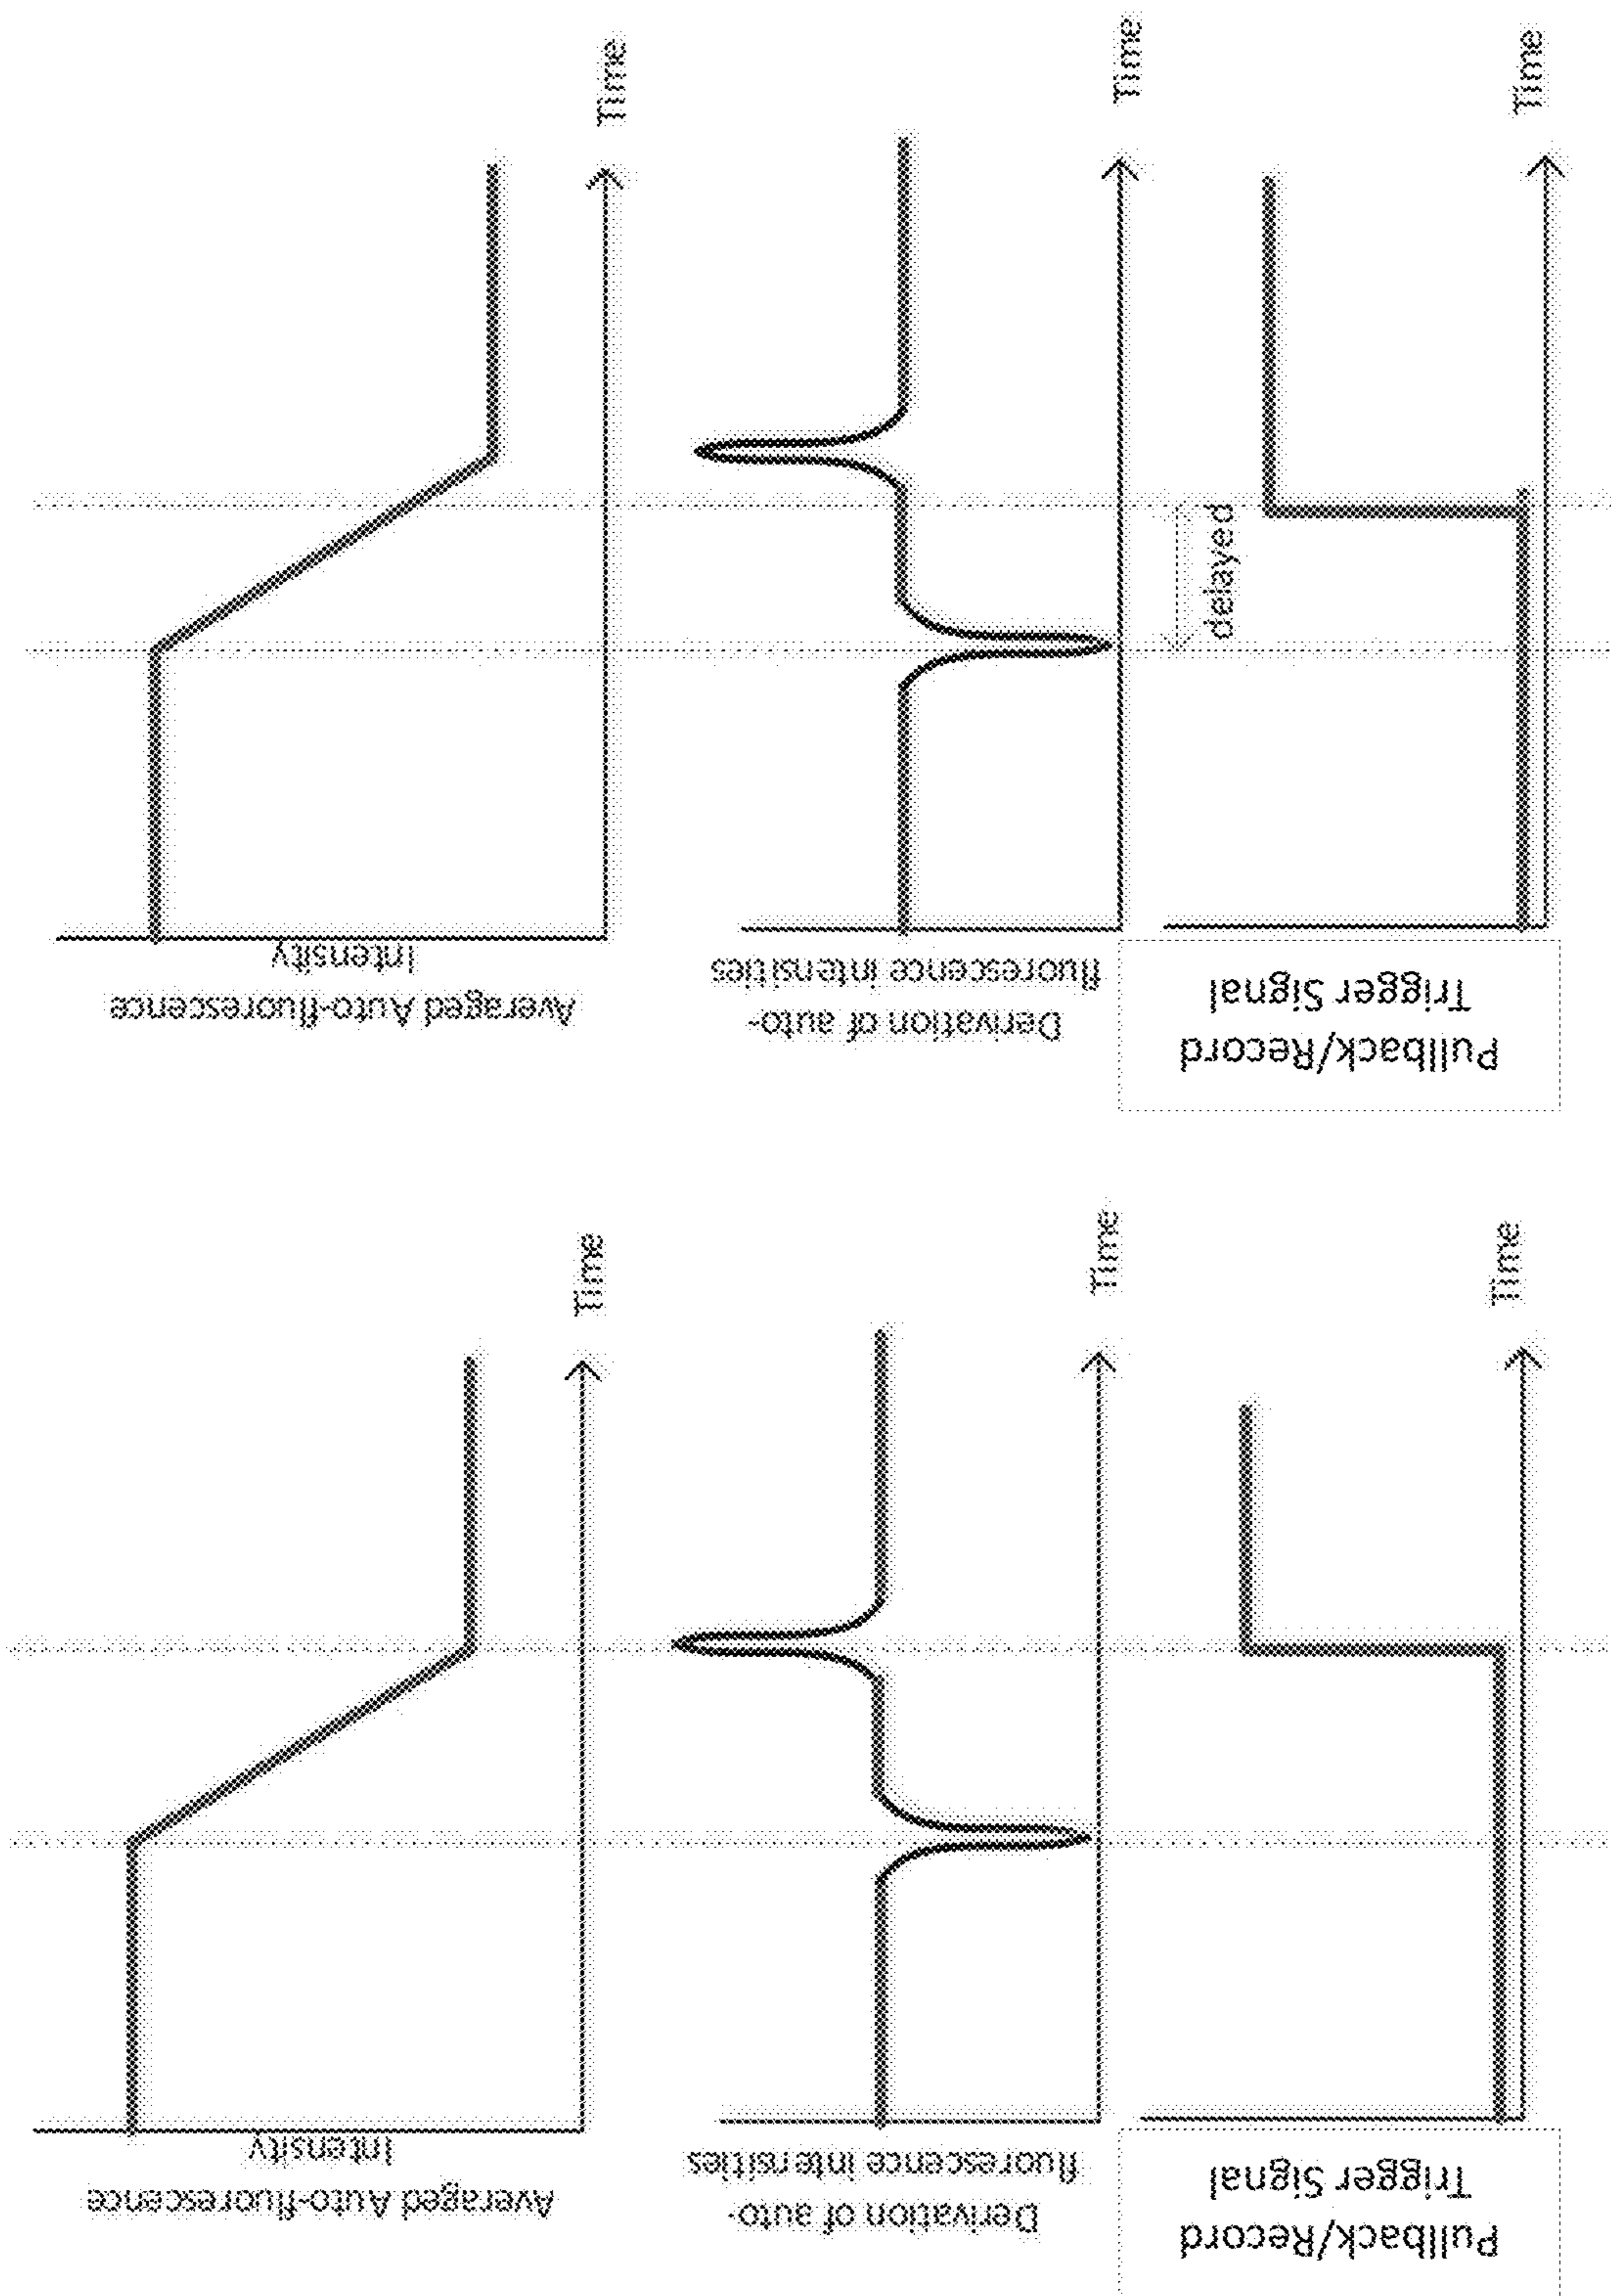 Averaged Auto-fluorescence
Intensity
Time
Derivation of auto-
fluorescence intensities
Time
Pullback/Record
Trigger Signal
Time
Averaged Auto-fluorescence
Intensity
Time
Derivation of auto-
fluorescence intensities
Time
delayed
Pullback/Record
Trigger Signal
Time